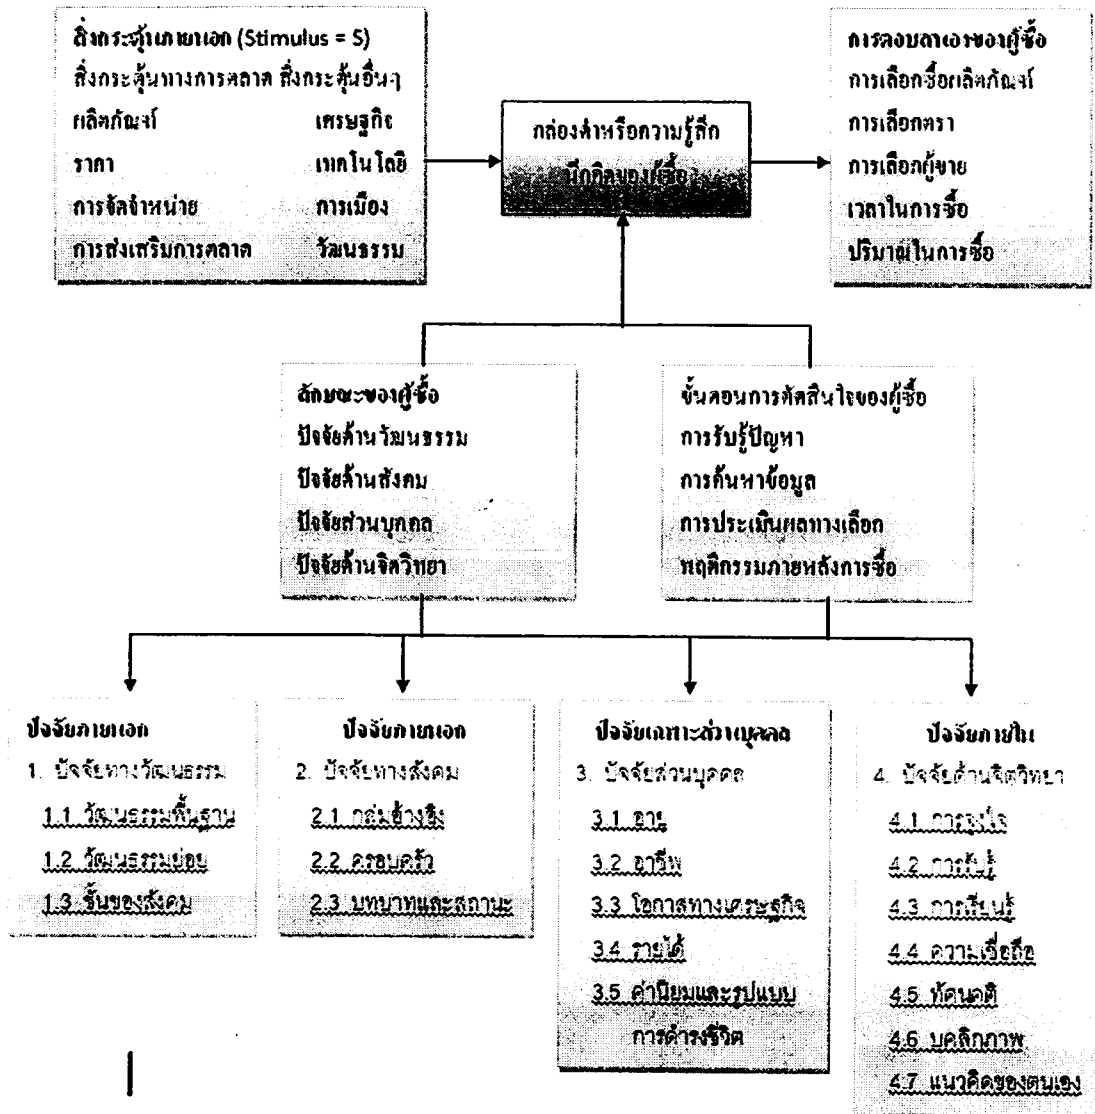 สิ่งกระตุ้นภายนอก (Stimulus = S)
สิ่งกระตุ้นทางการตลาด สิ่งกระตุ้นอื่นๆ
ผลิตภัณฑ์ เศรษฐกิจ
ราคา เทคโนโลยี
การจัดจำหน่าย การเมือง
การส่งเสริมการตลาด วัฒนธรรม
กล่องดำหรือความรู้สึก
นึกคิดของผู้ซื้อ
การตอบสนองของผู้ซื้อ
การเลือกซื้อผลิตภัณฑ์
การเลือกตรา
การเลือกผู้ขาย
เวลาในการซื้อ
ปริมาณในการซื้อ
ลักษณะของผู้ซื้อ
ปัจจัยด้านวัฒนธรรม
ปัจจัยด้านสังคม
ปัจจัยส่วนบุคคล
ปัจจัยด้านจิตวิทยา
ขั้นตอนการตัดสินใจของผู้ซื้อ
การรับรู้ปัญหา
การค้นหาข้อมูล
การประเมินผลทางเลือก
พฤติกรรมภายหลังการซื้อ
ปัจจัยภายนอก
1. ปัจจัยทางวัฒนธรรม
1.1 วัฒนธรรมพื้นฐาน
1.2 วัฒนธรรมย่อย
1.3 ชั้นของสังคม
ปัจจัยภายนอก
2. ปัจจัยทางสังคม
2.1 กลุ่มอ้างอิง
2.2 ครอบครัว
2.3 บทบาทและสถานะ
ปัจจัยเฉพาะส่วนบุคคล
3. ปัจจัยส่วนบุคคล
3.1 อายุ
3.2 อาชีพ
3.3 โอกาสทางเศรษฐกิจ
3.4 รายได้
3.5 ค่านิยมและรูปแบบ
การดำรงชีวิต
ปัจจัยภายใน
4. ปัจจัยด้านจิตวิทยา
4.1 การจูงใจ
4.2 การรับรู้
4.3 การเรียนรู้
4.4 ความเชื่อถือ
4.5 ทัศนคติ
4.6 บุคลิกภาพ
4.7 แนวคิดของตนเอง